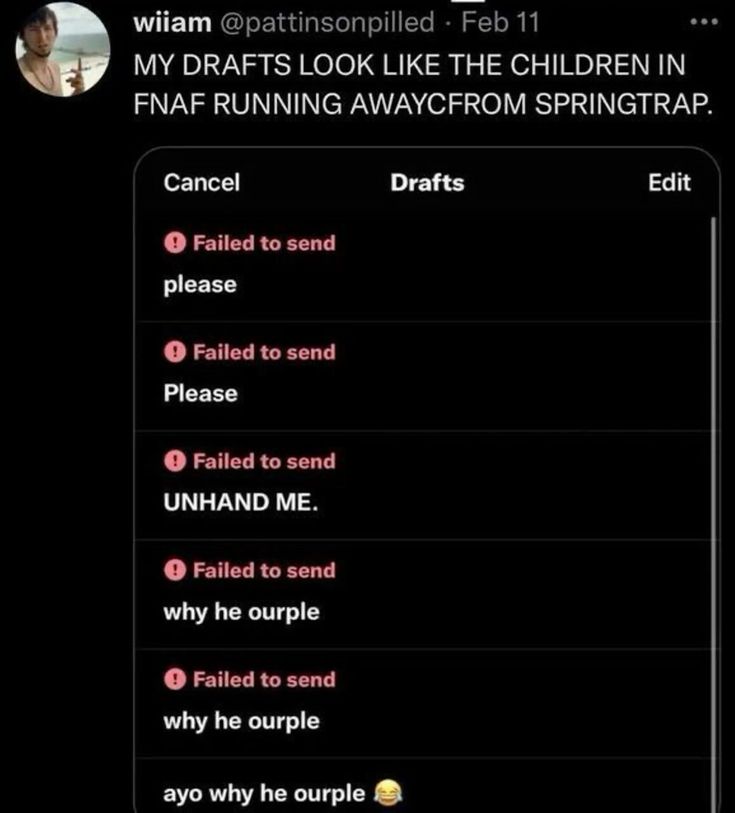 wiiam @pattinsonpilled · Feb 11
MY DRAFTS LOOK LIKE THE CHILDREN IN
FNAF RUNNING AWAYCFROM SPRINGTRAP.
Cancel Drafts Edit
Failed to send
please
Failed to send
Please
Failed to send
UNHAND ME.
Failed to send
why he ourple
Failed to send
why he ourple
ayo why he ourple 😂